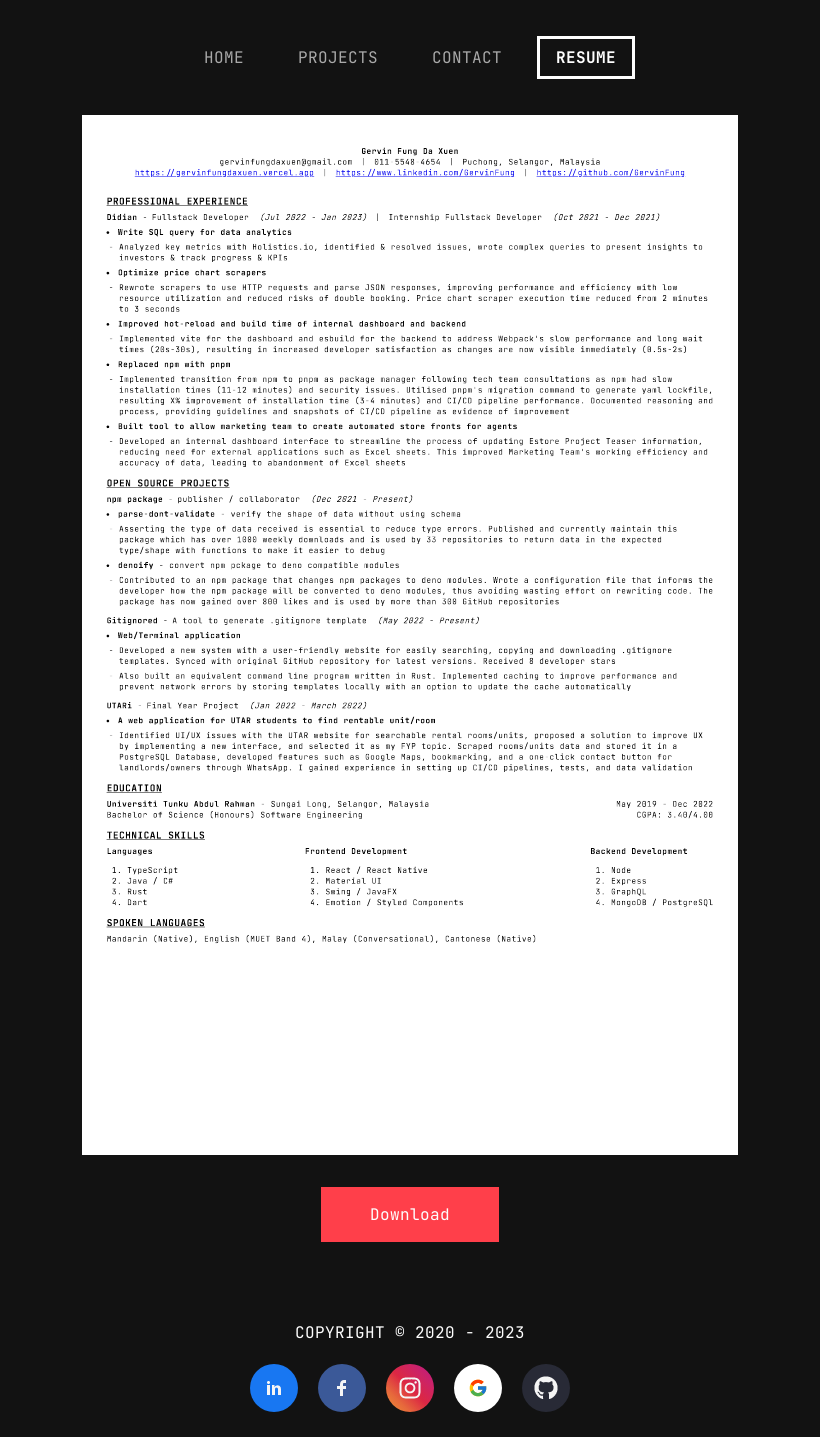 HOME PROJECTS CONTACT RESUME
Gervin Fung Da Xuen
gervinfungdaxuen@gmail.com | 011-5548-4654 | Puchong, Selangor, Malaysia
https://gervinfungdaxuen.vercel.app | https://www.linkedin.com/GervinFung | https://github.com/GervinFung
PROFESSIONAL EXPERIENCE
Didian - Fullstack Developer (Jul 2022 - Jan 2023) | Internship Fullstack Developer (Oct 2021 - Dec 2021)
• Write SQL query for data analytics
- Analyzed key metrics with Holistics.io, identified & resolved issues, wrote complex queries to present insights to
investors & track progress & KPIs
• Optimize price chart scrapers
- Rewrote scrapers to use HTTP requests and parse JSON responses, improving performance and efficiency with low
resource utilization and reduced risks of double booking. Price chart scraper execution time reduced from 2 minutes
to 3 seconds
• Improved hot-reload and build time of internal dashboard and backend
- Implemented vite for the dashboard and esbuild for the backend to address Webpack's slow performance and long wait
times (20s-30s), resulting in increased developer satisfaction as changes are now visible immediately (0.5s-2s)
• Replaced npm with pnpm
- Implemented transition from npm to pnpm as package manager following tech team consultations as npm had slow
installation times (11-12 minutes) and security issues. Utilised pnpm's migration command to generate yaml lockfile,
resulting X% improvement of installation time (3-4 minutes) and CI/CD pipeline performance. Documented reasoning and
process, providing guidelines and snapshots of CI/CD pipeline as evidence of improvement
• Built tool to allow marketing team to create automated store fronts for agents
- Developed an internal dashboard interface to streamline the process of updating Estore Project Teaser information,
reducing need for external applications such as Excel sheets. This improved Marketing Team's working efficiency and
accuracy of data, leading to abandonment of Excel sheets
OPEN SOURCE PROJECTS
npm package - publisher / collaborator (Dec 2021 - Present)
• parse-dont-validate - verify the shape of data without using schema
- Asserting the type of data received is essential to reduce type errors. Published and currently maintain this
package which has over 1000 weekly downloads and is used by 33 repositories to return data in the expected
type/shape with functions to make it easier to debug
• denoify - convert npm pckage to deno compatible modules
- Contributed to an npm package that changes npm packages to deno modules. Wrote a configuration file that informs the
developer how the npm package will be converted to deno modules, thus avoiding wasting effort on rewriting code. The
package has now gained over 800 likes and is used by more than 300 GitHub repositories
Gitignored - A tool to generate .gitignore template (May 2022 - Present)
• Web/Terminal application
- Developed a new system with a user-friendly website for easily searching, copying and downloading .gitignore
templates. Synced with original GitHub repository for latest versions. Received 8 developer stars
- Also built an equivalent command line program written in Rust. Implemented caching to improve performance and
prevent network errors by storing templates locally with an option to update the cache automatically
UTARi - Final Year Project (Jan 2022 - March 2022)
• A web application for UTAR students to find rentable unit/room
- Identified UI/UX issues with the UTAR website for searchable rental rooms/units, proposed a solution to improve UX
by implementing a new interface, and selected it as my FYP topic. Scraped rooms/units data and stored it in a
PostgreSQL Database, developed features such as Google Maps, bookmarking, and a one click contact button for
landlords/owners through WhatsApp. I gained experience in setting up CI/CD pipelines, tests, and data validation
EDUCATION
Universiti Tunku Abdul Rahman - Sungai Long, Selangor, Malaysia May 2019 - Dec 2022
Bachelor of Science (Honours) Software Engineering CGPA: 3.40/4.00
TECHNICAL SKILLS
Languages Frontend Development Backend Development
1. TypeScript 1. React / React Native 1. Node
2. Java / C# 2. Material UI 2. Express
3. Rust 3. Swing / JavaFX 3. GraphQL
4. Dart 4. Emotion / Styled Components 4. MongoDB / PostgreSQL
SPOKEN LANGUAGES
Mandarin (Native), English (MUET Band 4), Malay (Conversational), Cantonese (Native)
Download
COPYRIGHT © 2020 - 2023